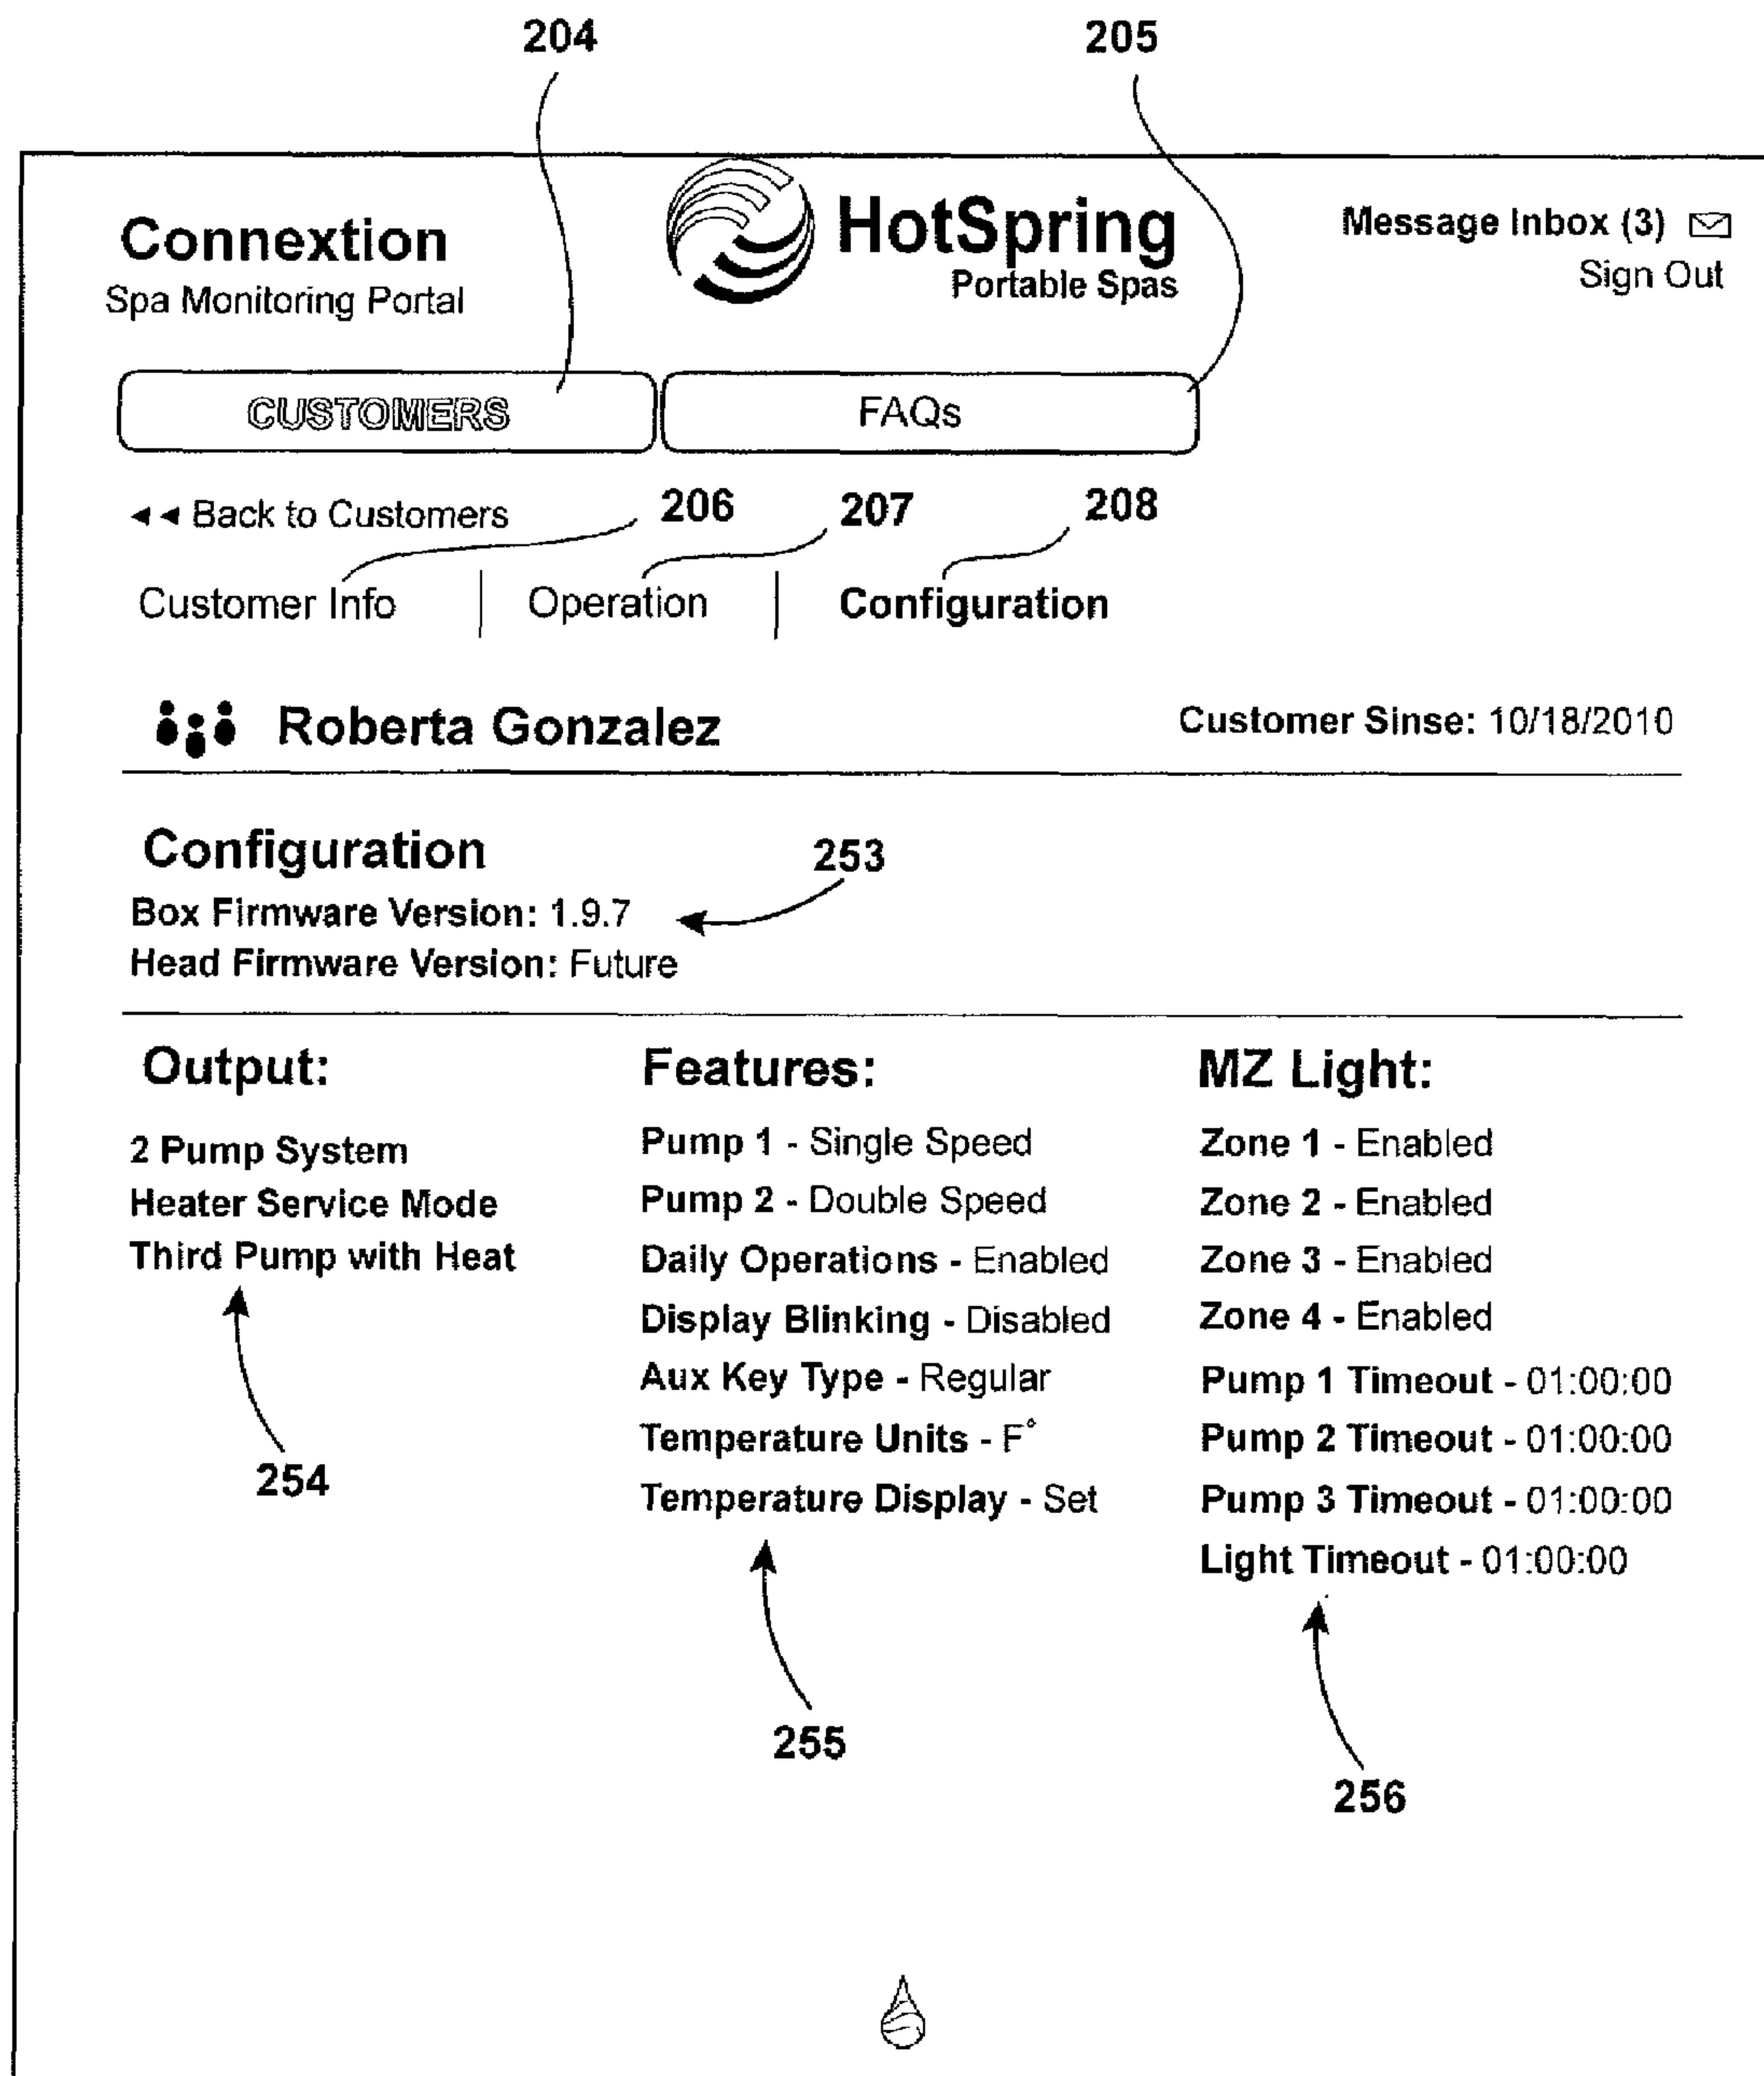 204 205
Connextion
Spa Monitoring Portal
HotSpring
Portable Spas
Message Inbox (3)
Sign Out
CUSTOMERS FAQs
◄◄ Back to Customers 206 207 208
Customer Info | Operation | Configuration
Roberta Gonzalez Customer Sinse: 10/18/2010
Configuration 253
Box Firmware Version: 1.9.7
Head Firmware Version: Future
Output:
2 Pump System
Heater Service Mode
Third Pump with Heat
254
Features:
Pump 1 - Single Speed
Pump 2 - Double Speed
Daily Operations - Enabled
Display Blinking - Disabled
Aux Key Type - Regular
Temperature Units - F°
Temperature Display - Set
255
MZ Light:
Zone 1 - Enabled
Zone 2 - Enabled
Zone 3 - Enabled
Zone 4 - Enabled
Pump 1 Timeout - 01:00:00
Pump 2 Timeout - 01:00:00
Pump 3 Timeout - 01:00:00
Light Timeout - 01:00:00
256